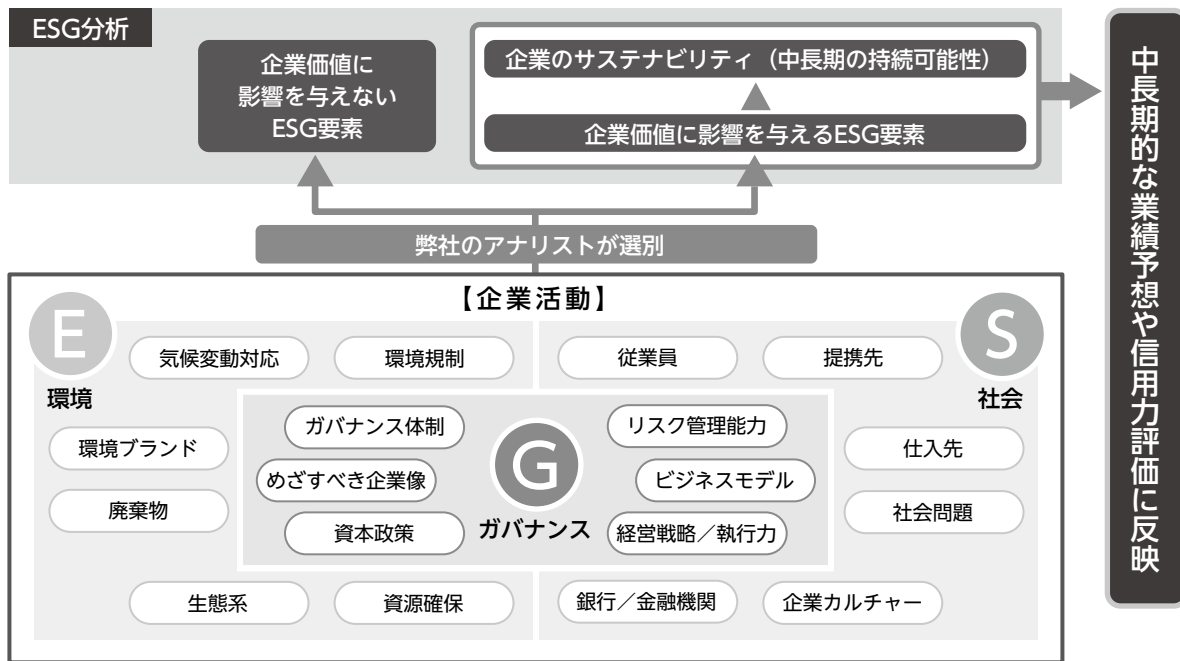 ESG分析
企業価値に
影響を与えない
ESG要素
企業のサステナビリティ（中長期の持続可能性）
企業価値に影響を与えるESG要素
中長期的な業績予想や信用力評価に反映
弊社のアナリストが選別
【企業活動】
E
環境
S
社会
気候変動対応
環境規制
従業員
提携先
環境ブランド
廃棄物
ガバナンス体制
めざすべき企業像
資本政策
G
ガバナンス
リスク管理能力
ビジネスモデル
経営戦略／執行力
仕入先
社会問題
生態系
資源確保
銀行／金融機関
企業カルチャー